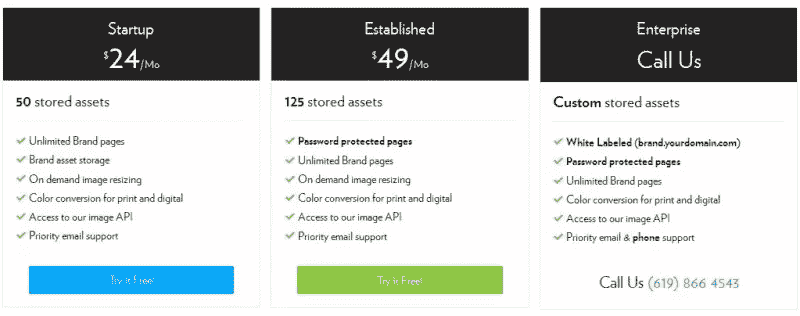 Startup
$24/Mo
50 stored assets
Unlimited Brand pages
Brand asset storage
On demand image resizing
Color conversion for print and digital
Access to our image API
Priority email support
Try it Free!
Established
$49/Mo
125 stored assets
Password protected pages
Unlimited Brand pages
On demand image resizing
Color conversion for print and digital
Access to our image API
Priority email support
Try it Free!
Enterprise
Call Us
Custom stored assets
White Labeled (brand.yourdomain.com)
Password protected pages
Unlimited Brand pages
Color conversion for print and digital
Access to our image API
Priority email & phone support
Call Us (619) 866 4543